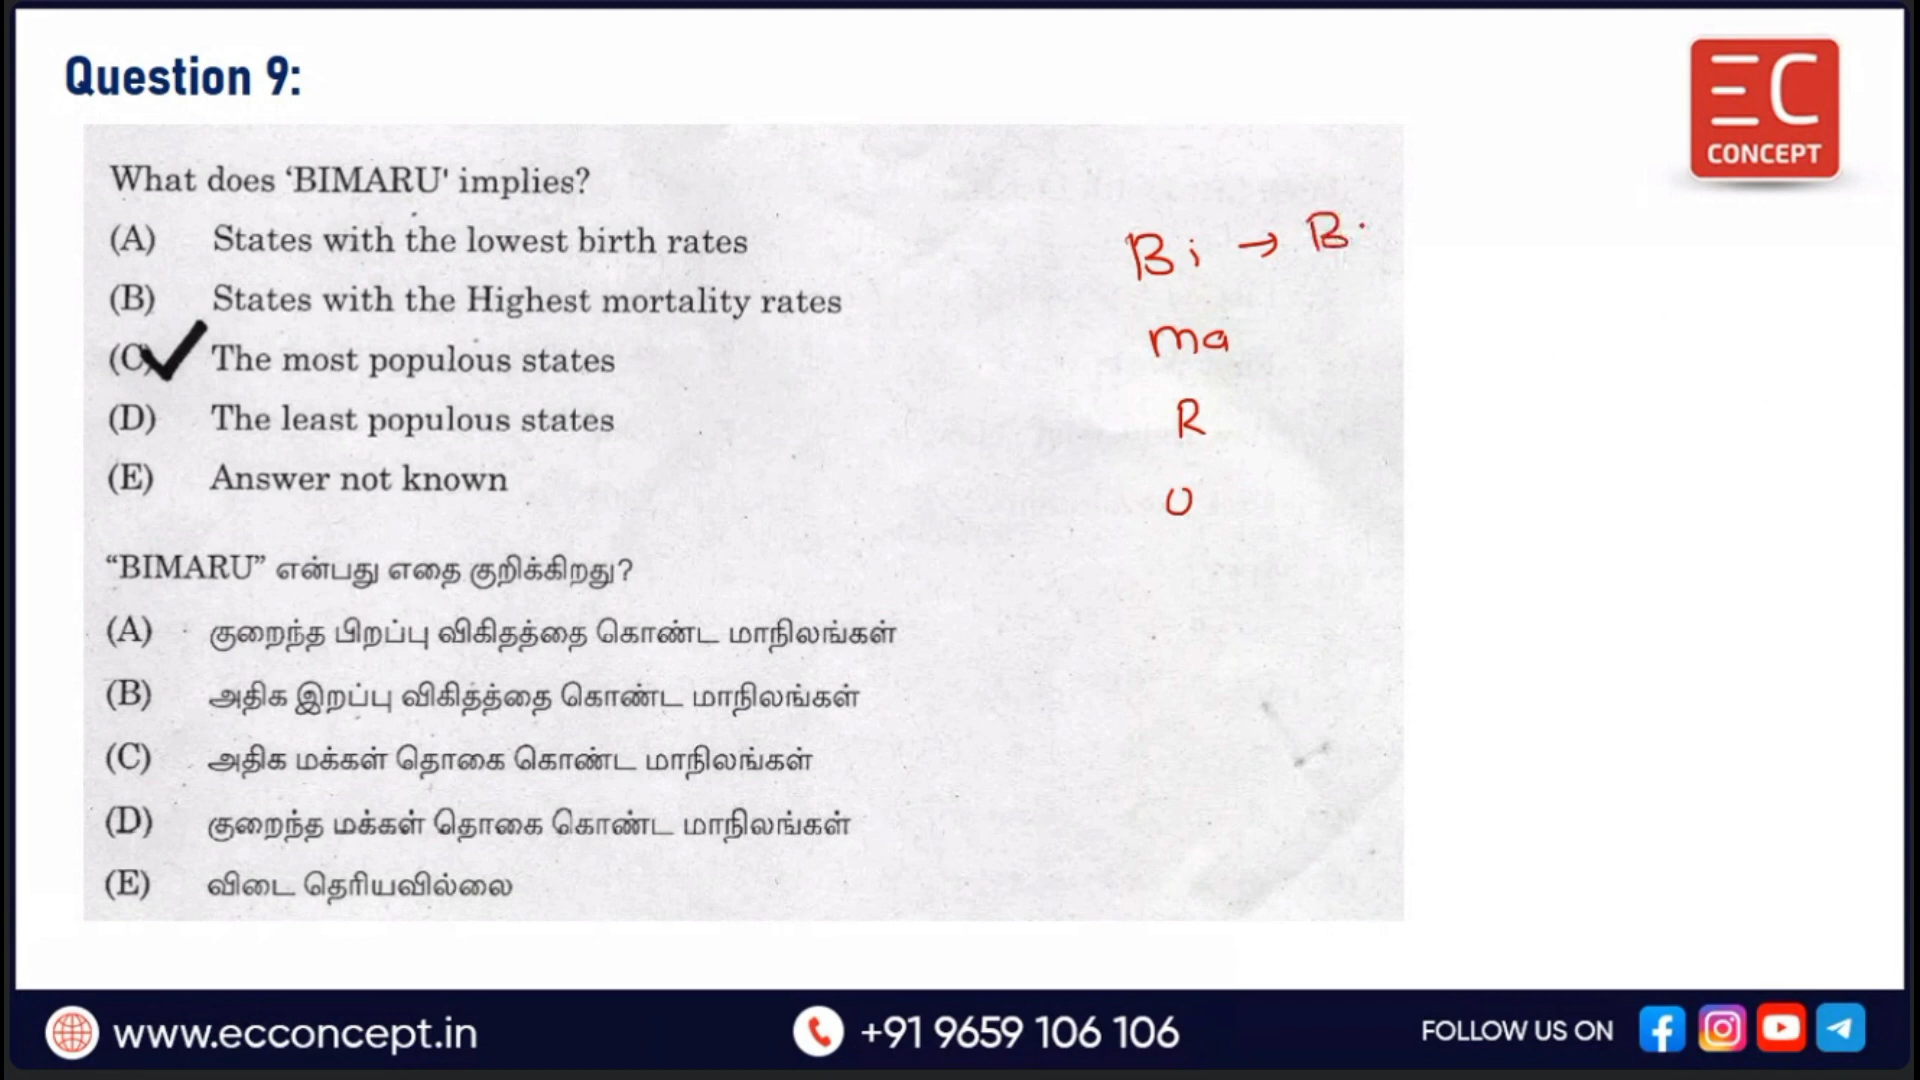 Question 9:
EC
CONCEPT
What does ‘BIMARU' implies?
(A) States with the lowest birth rates
(B) States with the Highest mortality rates
(C) The most populous states
(D) The least populous states
(E) Answer not known
Bi → B.
ma
R
U
“BIMARU” என்பது எதை குறிக்கிறது?
(A) குறைந்த பிறப்பு விகிதத்தை கொண்ட மாநிலங்கள்
(B) அதிக இறப்பு விகித்த்தை கொண்ட மாநிலங்கள்
(C) அதிக மக்கள் தொகை கொண்ட மாநிலங்கள்
(D) குறைந்த மக்கள் தொகை கொண்ட மாநிலங்கள்
(E) விடை தெரியவில்லை
www.ecconcept.in
+91 9659 106 106
FOLLOW US ON